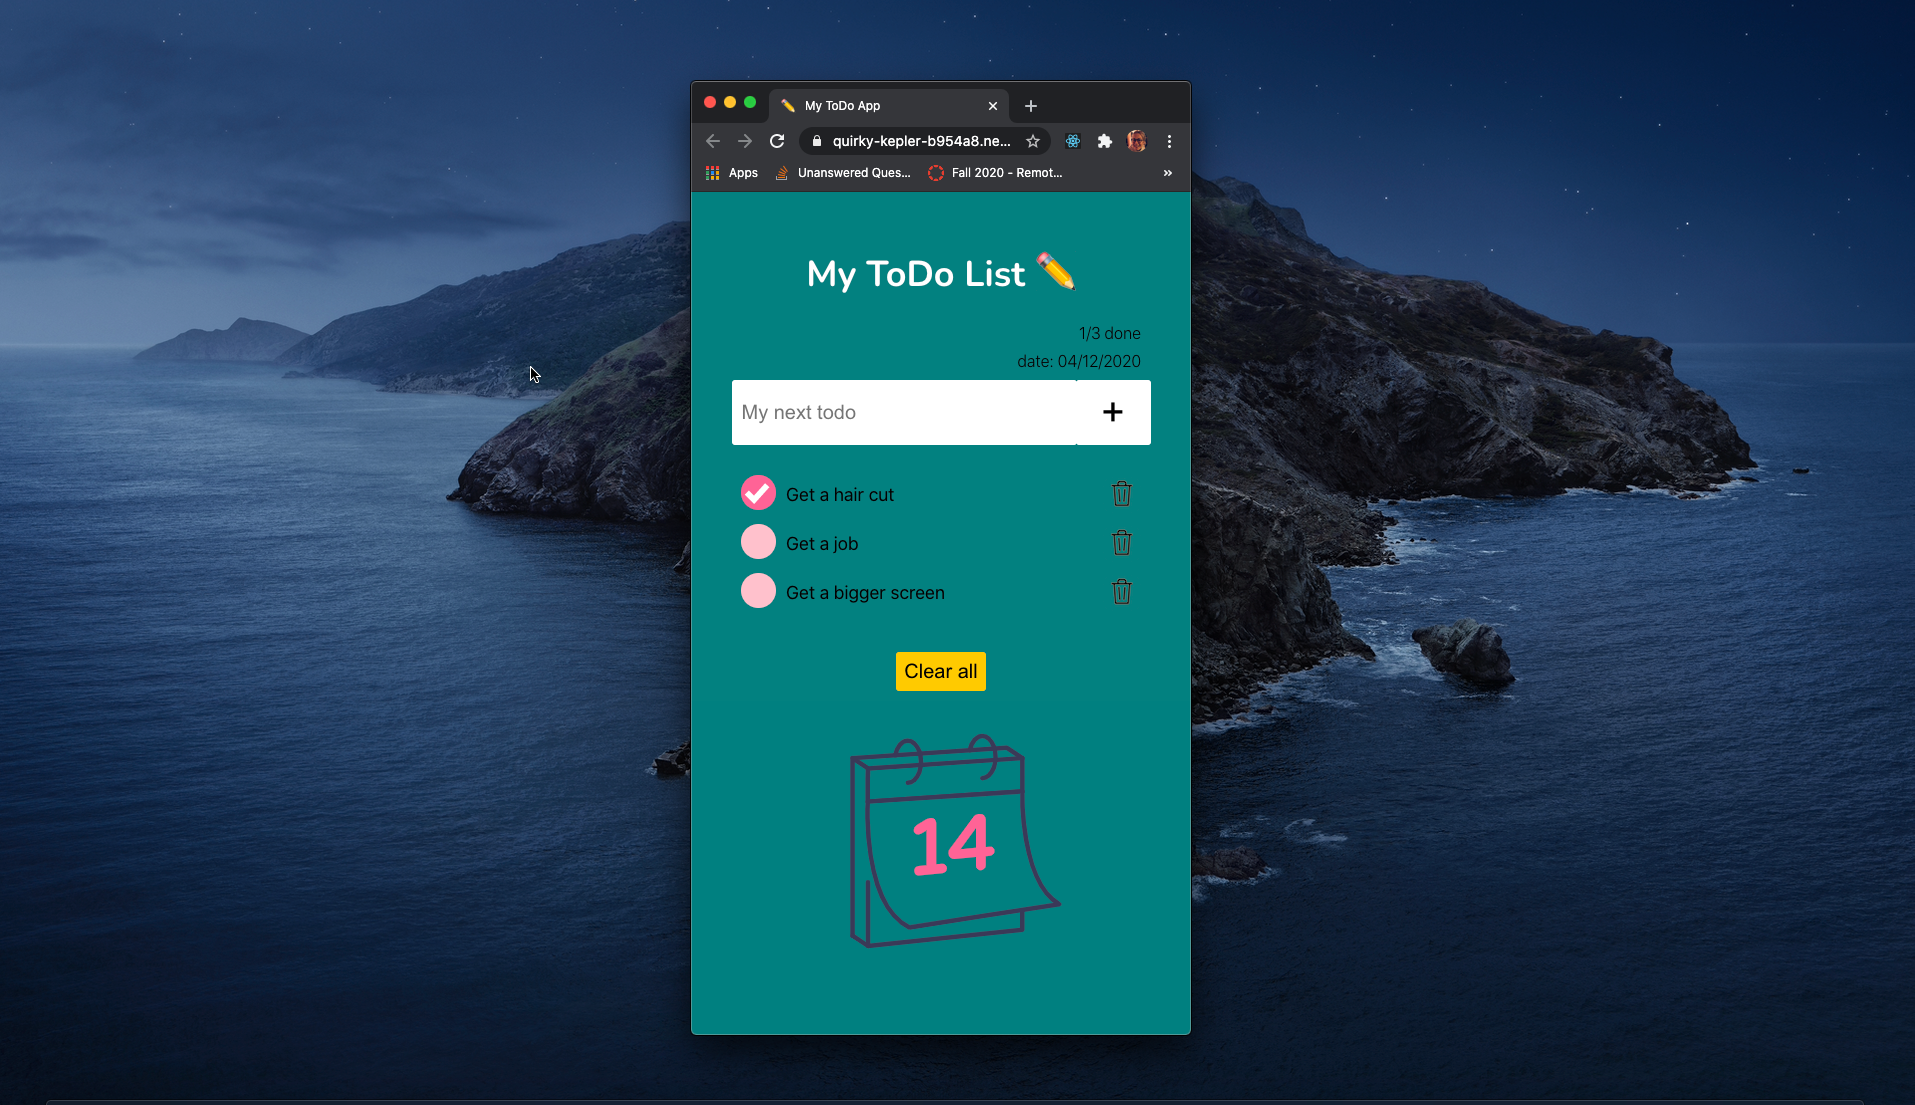 My ToDo App
quirky-kepler-b954a8.ne...
Apps
Unanswered Ques...
Fall 2020 - Remot...
My ToDo List ✏️
1/3 done
date: 04/12/2020
My next todo
Get a hair cut
Get a job
Get a bigger screen
Clear all
14